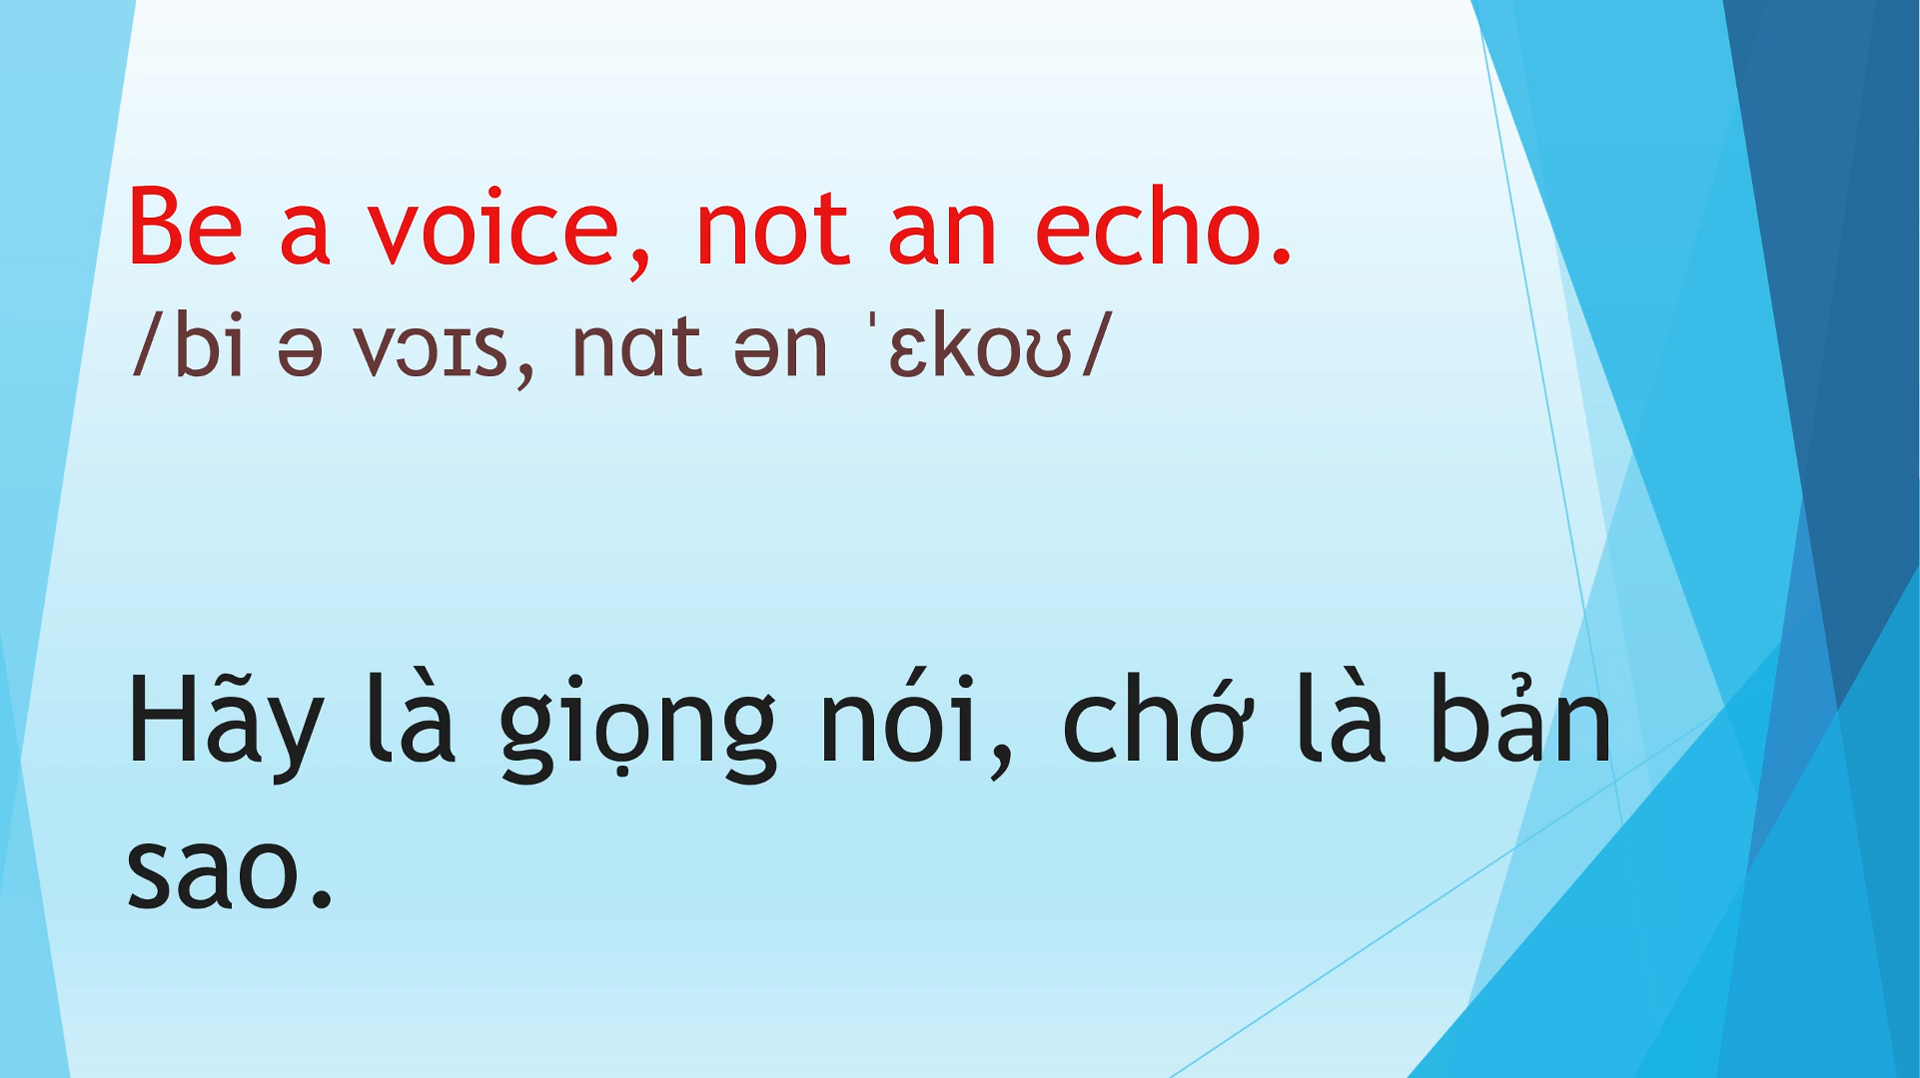 Be a voice, not an echo.
/bi ə vɔɪs, nɑt ən ˈɛkoʊ/
Hãy là giọng nói, chớ là bản
sao.